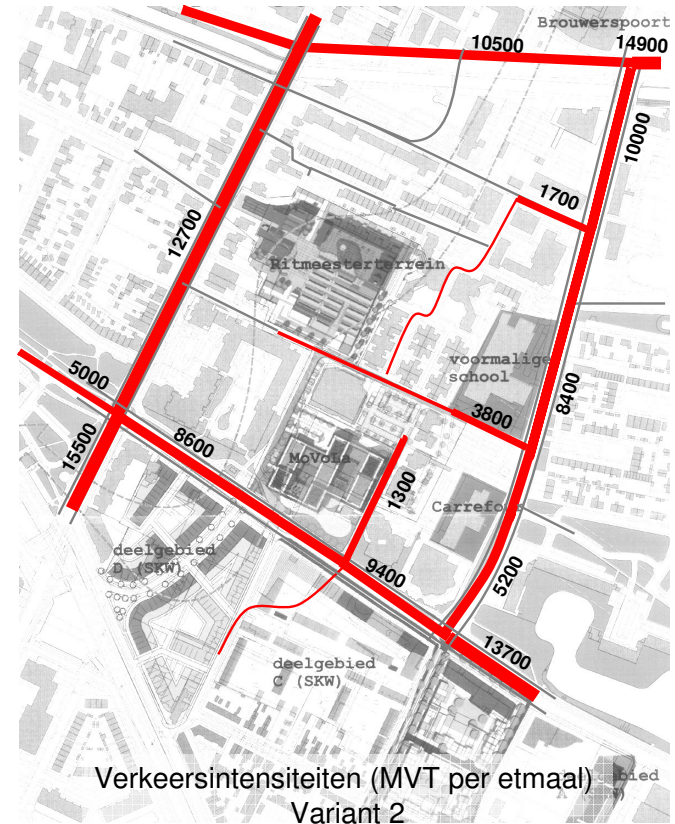 Brouwerspoort
10500
14900
10000
1700
12700
Ritmeesterterrein
voormalige
school
8400
5000
3800
8600
15500
MoVoLa
1300
Carrefour
9400
5200
deelgebied
D (SKW)
13700
deelgebied
C (SKW)
Verkeersintensiteiten (MVT per etmaal)
Variant 2